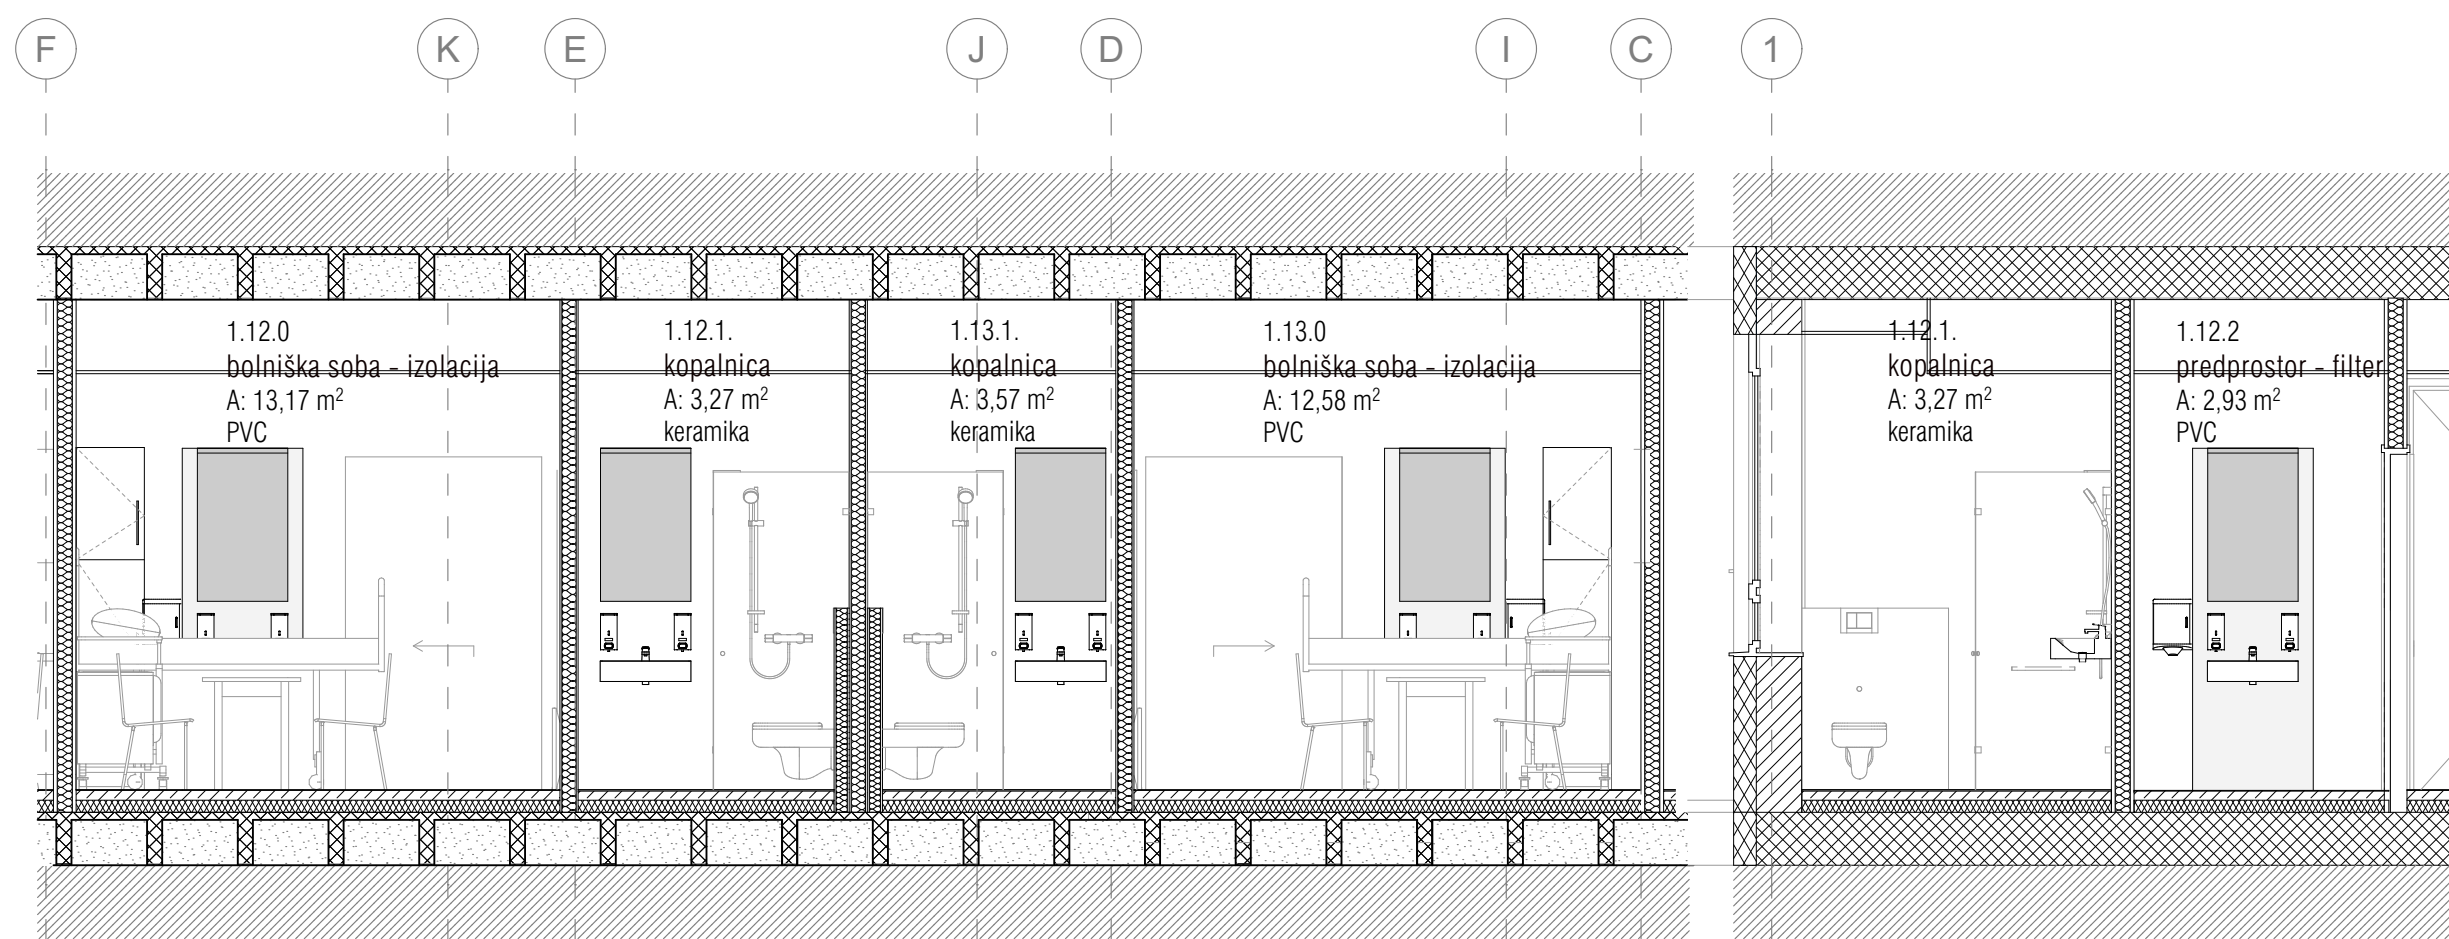 F K E J D I C 1
1.12.0
bolniška soba - izolacija
A: 13,17 m²
PVC
1.12.1.
kopalnica
A: 3,27 m²
keramika
1.13.1.
kopalnica
A: 3,57 m²
keramika
1.13.0
bolniška soba - izolacija
A: 12,58 m²
PVC
1.12.1.
kopalnica
A: 3,27 m²
keramika
1.12.2
predprostor - filter
A: 2,93 m²
PVC